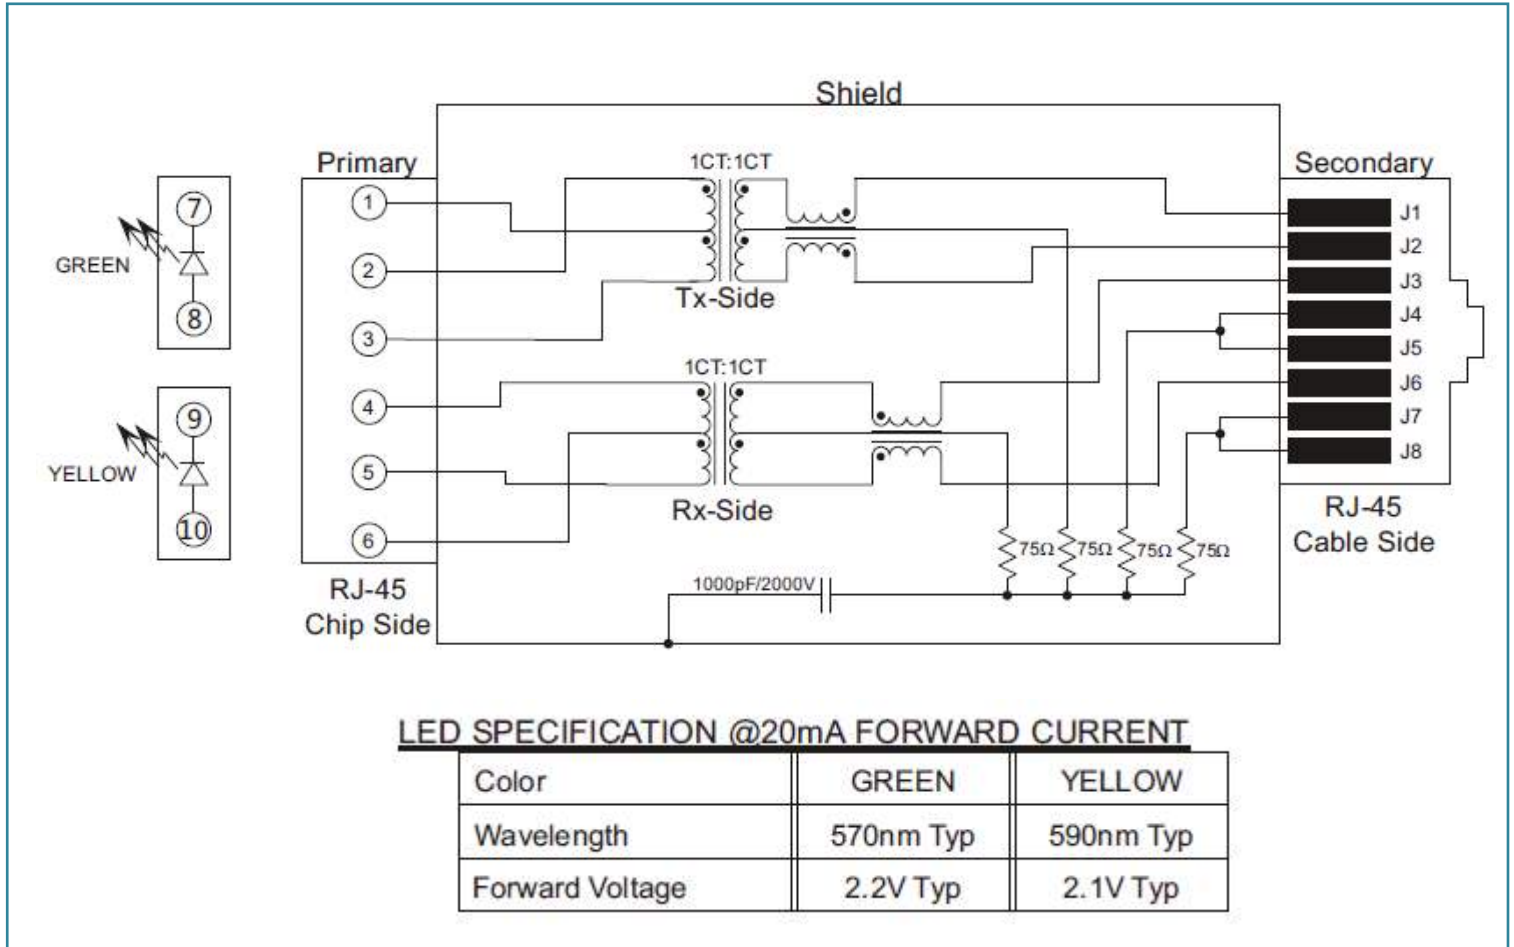 Shield
Primary
1CT:1CT
Secondary
7
GREEN
8
9
YELLOW
10
1
2
3
4
5
6
Tx-Side
1CT:1CT
Rx-Side
J1
J2
J3
J4
J5
J6
J7
J8
RJ-45
Chip Side
RJ-45
Cable Side
75Ω 75Ω 75Ω 75Ω
1000pF/2000V
LED SPECIFICATION @20mA FORWARD CURRENT
Color GREEN YELLOW
Wavelength 570nm Typ 590nm Typ
Forward Voltage 2.2V Typ 2.1V Typ